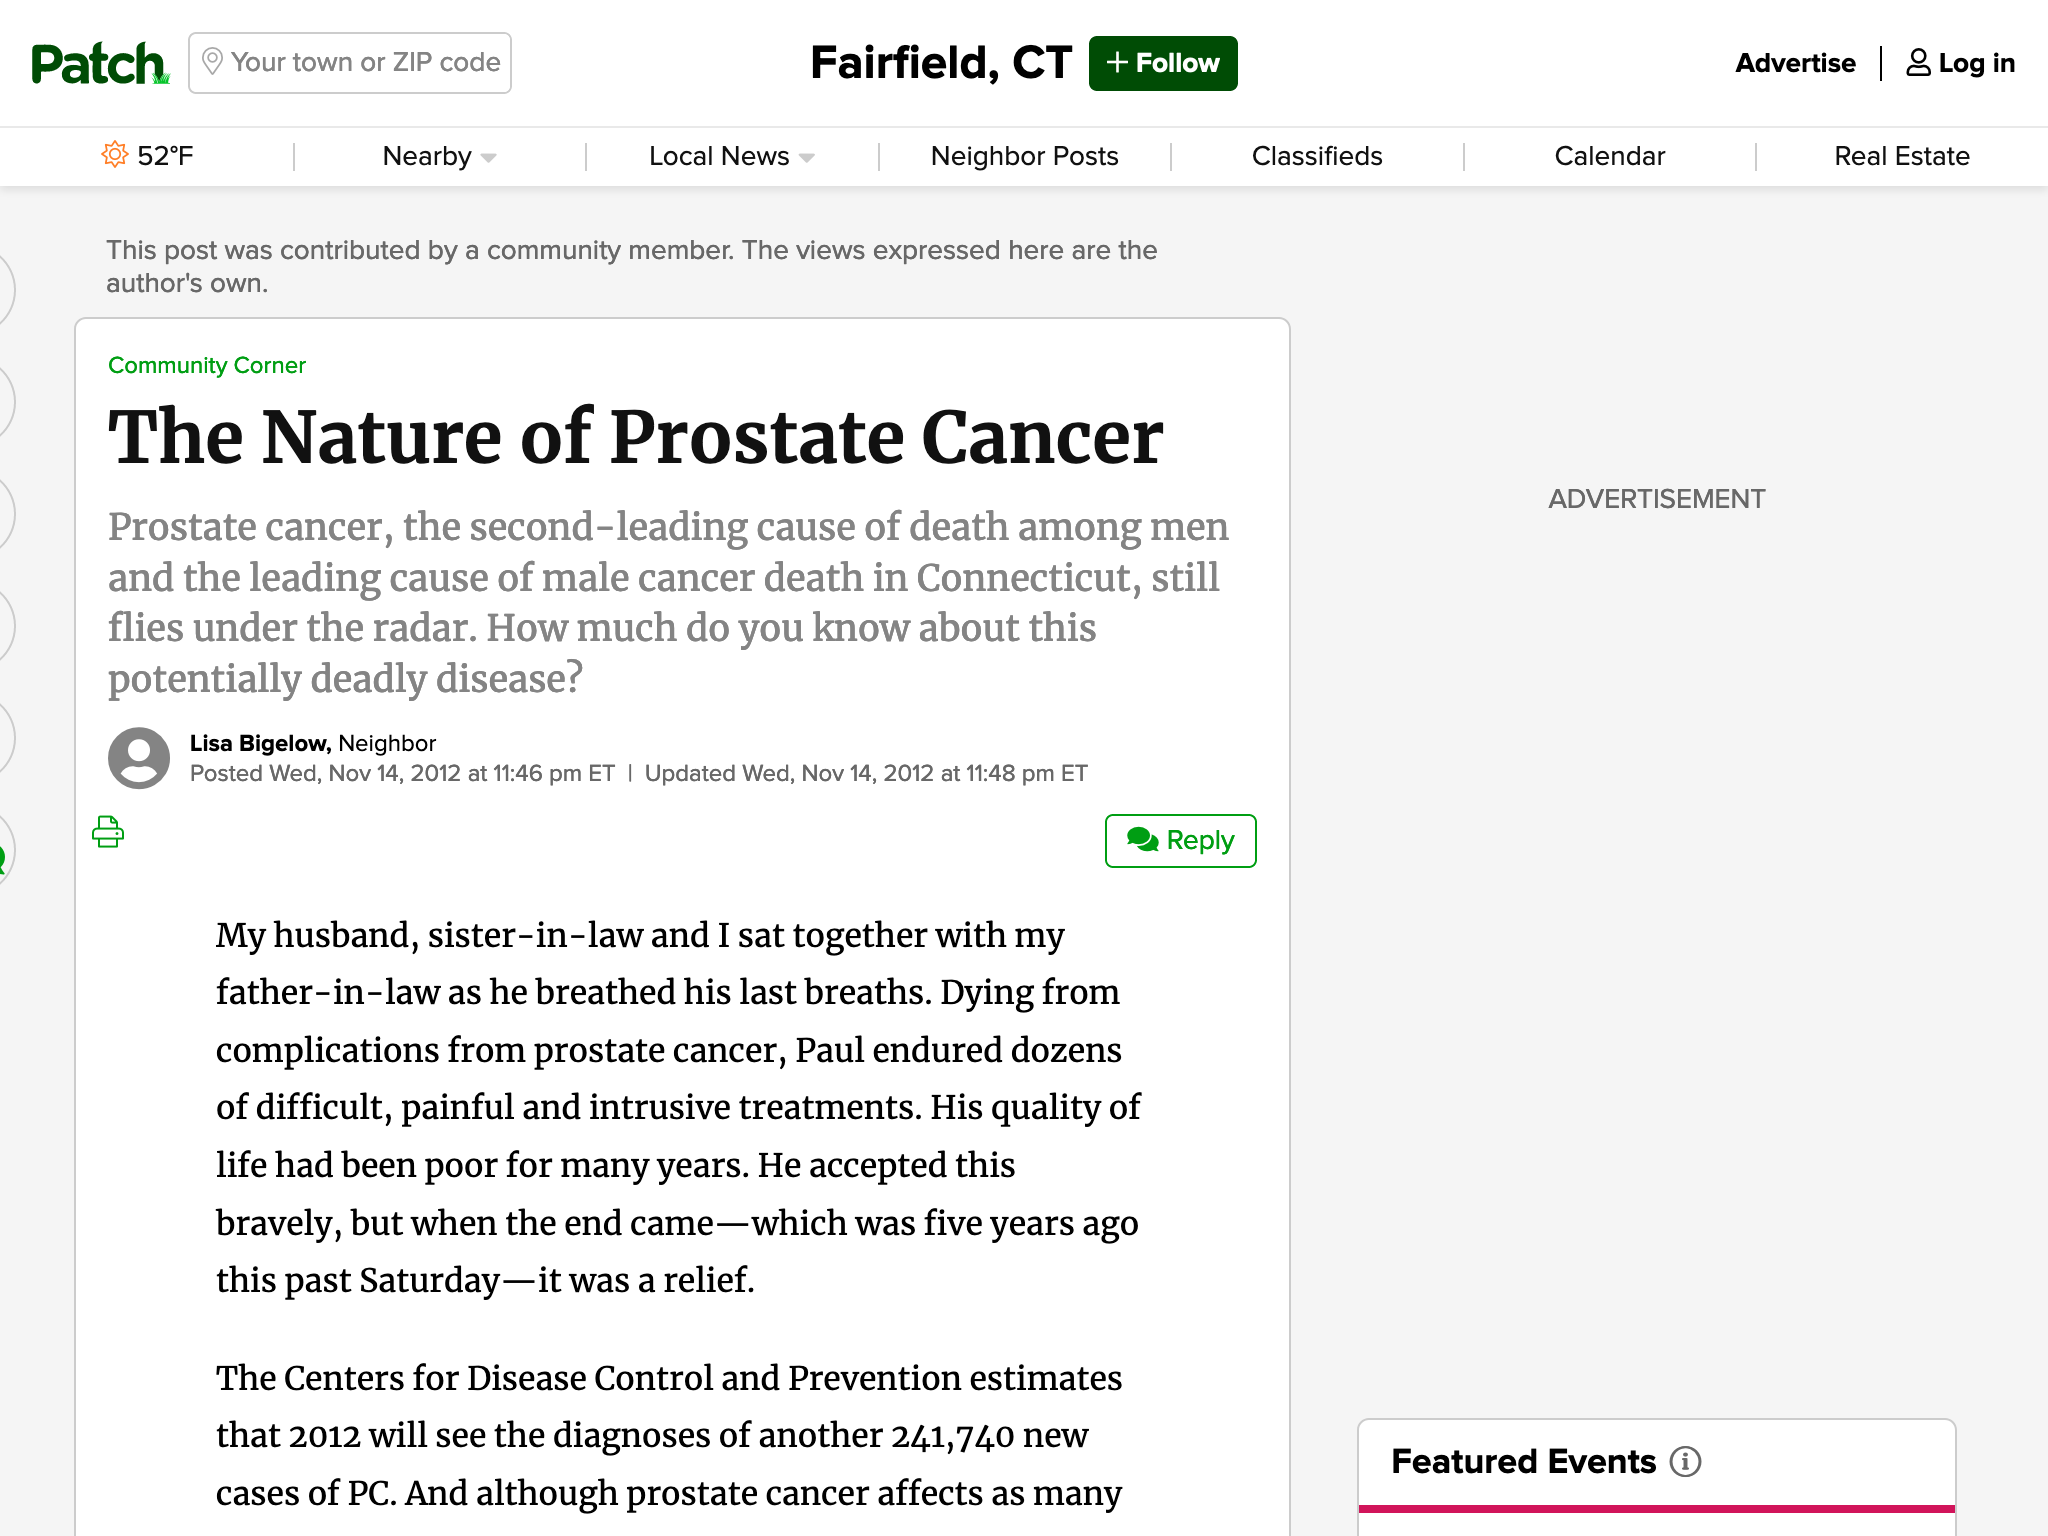 Patch
Your town or ZIP code
Fairfield, CT
+ Follow
Advertise
Log in
52°F
Nearby
Local News
Neighbor Posts
Classifieds
Calendar
Real Estate
This post was contributed by a community member. The views expressed here are the
author's own.
Community Corner
The Nature of Prostate Cancer
Prostate cancer, the second-leading cause of death among men
and the leading cause of male cancer death in Connecticut, still
flies under the radar. How much do you know about this
potentially deadly disease?
Lisa Bigelow, Neighbor
Posted Wed, Nov 14, 2012 at 11:46 pm ET | Updated Wed, Nov 14, 2012 at 11:48 pm ET
Reply
My husband, sister-in-law and I sat together with my
father-in-law as he breathed his last breaths. Dying from
complications from prostate cancer, Paul endured dozens
of difficult, painful and intrusive treatments. His quality of
life had been poor for many years. He accepted this
bravely, but when the end came—which was five years ago
this past Saturday—it was a relief.
The Centers for Disease Control and Prevention estimates
that 2012 will see the diagnoses of another 241,740 new
cases of PC. And although prostate cancer affects as many
ADVERTISEMENT
Featured Events